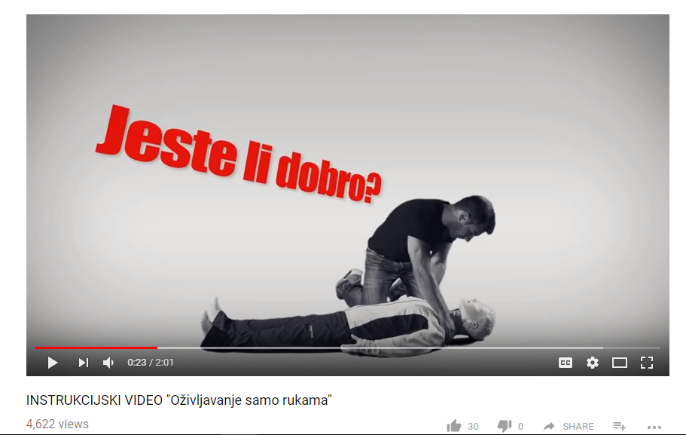 Jeste li dobro?
0:23 / 2:01
CC
INSTRUKCIJSKI VIDEO "Oživljavanje samo rukama"
4,622 views
30
0
SHARE